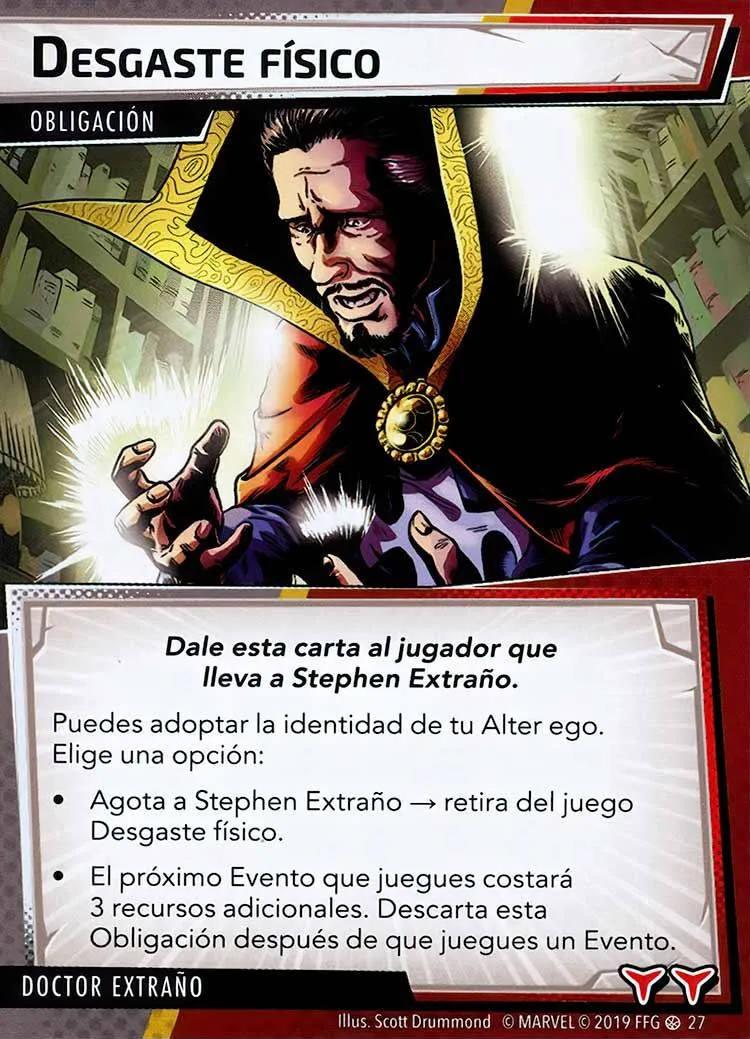 DESGASTE FÍSICO
OBLIGACIÓN
Dale esta carta al jugador que
lleva a Stephen Extraño.
Puedes adoptar la identidad de tu Alter ego.
Elige una opción:
• Agota a Stephen Extraño → retira del juego
Desgaste físico.
• El próximo Evento que juegues costará
3 recursos adicionales. Descarta esta
Obligación después de que juegues un Evento.
DOCTOR EXTRAÑO
Illus. Scott Drummond © MARVEL © 2019 FFG 27